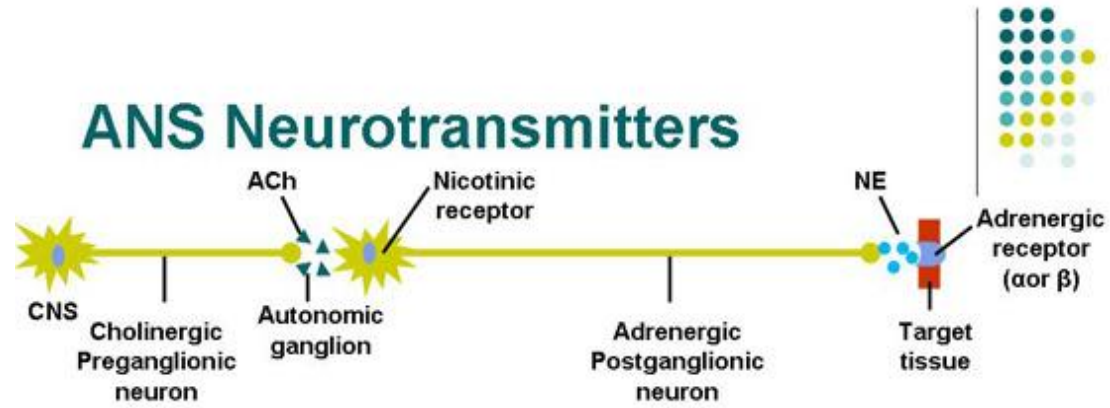 ANS Neurotransmitters
ACh
Nicotinic
receptor
NE
Adrenergic
receptor
(αor β)
CNS
Cholinergic
Preganglionic
neuron
Autonomic
ganglion
Adrenergic
Postganglionic
neuron
Target
tissue